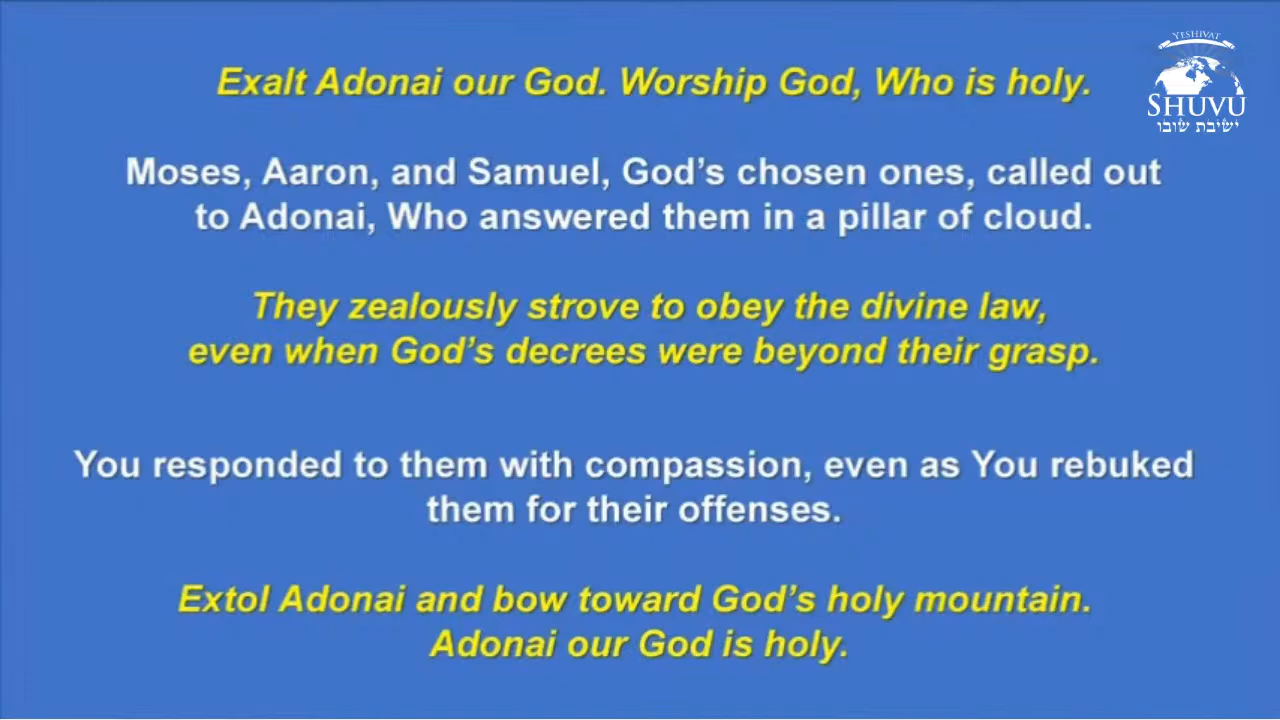 Exalt Adonai our God. Worship God, Who is holy.
Moses, Aaron, and Samuel, God's chosen ones, called out
to Adonai, Who answered them in a pillar of cloud.
They zealously strove to obey the divine law,
even when God's decrees were beyond their grasp.
You responded to them with compassion, even as You rebuked
them for their offenses.
Extol Adonai and bow toward God's holy mountain.
Adonai our God is holy.
YESHIVAT
SHUVU
ישיבת שובו